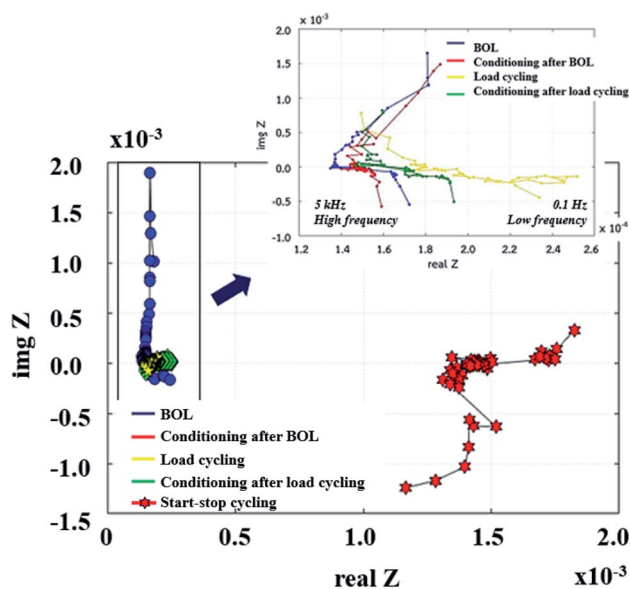 x10⁻³
2.0
1.5
1.0
0.5
0.0
-0.5
-1.0
-1.5
img Z
0
0.5
1.0
1.5
2.0
real Z
x10⁻³
BOL
Conditioning after BOL
Load cycling
Conditioning after load cycling
Start-stop cycling
x10⁻³
2.0
1.5
1.0
0.5
0.0
-0.5
-1.0
img Z
BOL
Conditioning after BOL
Load cycling
Conditioning after load cycling
5 kHz
High frequency
0.1 Hz
Low frequency
1.2
1.4
1.6
1.8
2.0
2.2
2.4
2.6
real Z
x10⁻⁴